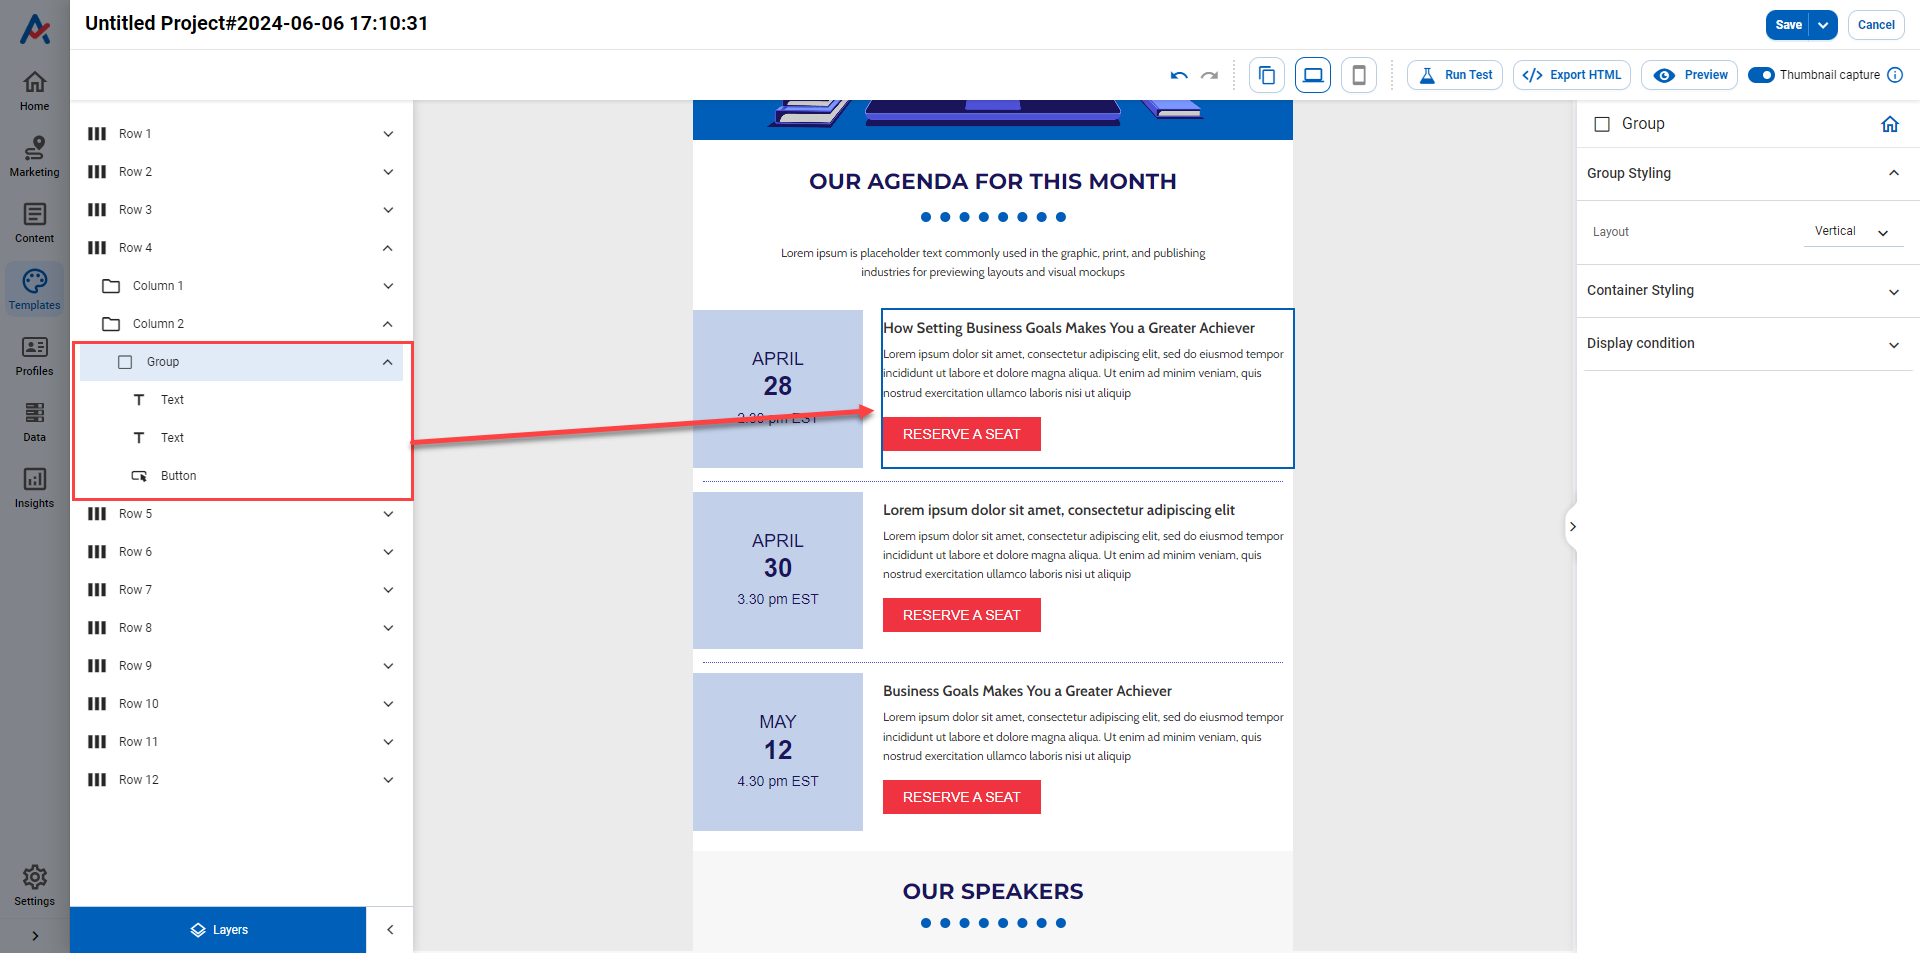 Untitled Project#2024-06-06 17:10:31
Save
Cancel
Run Test
Export HTML
Preview
Thumbnail capture
Home
Marketing
Content
Templates
Profiles
Data
Insights
Settings
Row 1
Row 2
Row 3
Row 4
Column 1
Column 2
Group
Text
Text
Button
Row 5
Row 6
Row 7
Row 8
Row 9
Row 10
Row 11
Row 12
Layers
OUR AGENDA FOR THIS MONTH
Lorem ipsum is placeholder text commonly used in the graphic, print, and publishing
industries for previewing layouts and visual mockups
APRIL
28
2.30 pm EST
How Setting Business Goals Makes You a Greater Achiever
Lorem ipsum dolor sit amet, consectetur adipiscing elit, sed do eiusmod tempor
incididunt ut labore et dolore magna aliqua. Ut enim ad minim veniam, quis
nostrud exercitation ullamco laboris nisi ut aliquip
RESERVE A SEAT
APRIL
30
3.30 pm EST
Lorem ipsum dolor sit amet, consectetur adipiscing elit
Lorem ipsum dolor sit amet, consectetur adipiscing elit, sed do eiusmod tempor
incididunt ut labore et dolore magna aliqua. Ut enim ad minim veniam, quis
nostrud exercitation ullamco laboris nisi ut aliquip
RESERVE A SEAT
MAY
12
4.30 pm EST
Business Goals Makes You a Greater Achiever
Lorem ipsum dolor sit amet, consectetur adipiscing elit, sed do eiusmod tempor
incididunt ut labore et dolore magna aliqua. Ut enim ad minim veniam, quis
nostrud exercitation ullamco laboris nisi ut aliquip
RESERVE A SEAT
OUR SPEAKERS
Group
Group Styling
Layout
Vertical
Container Styling
Display condition